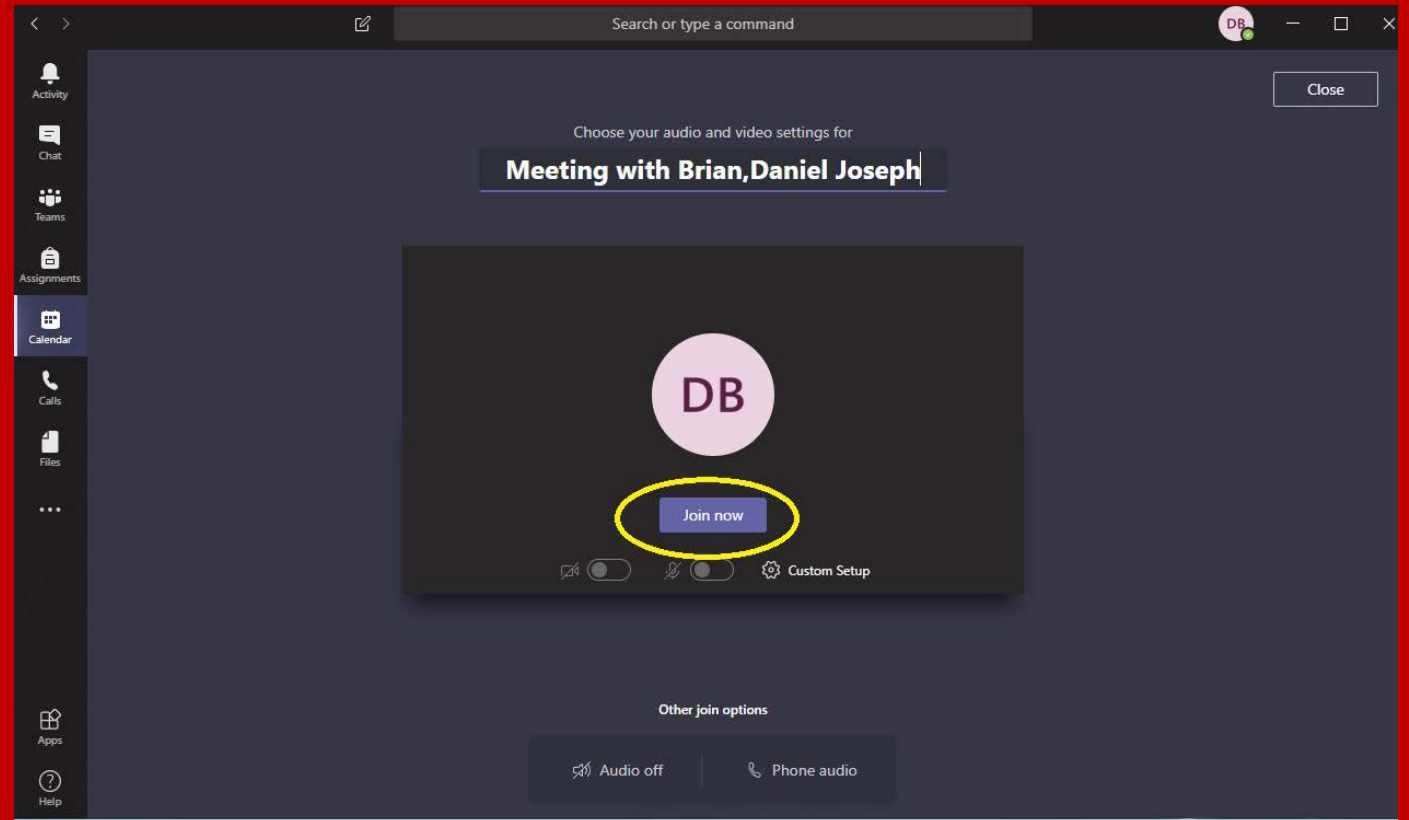 Search or type a command
DB
Activity
Close
Choose your audio and video settings for
Chat
Meeting with Brian,Daniel Joseph
Teams
Assignments
Calendar
DB
Calls
Files
Join now
Custom Setup
Other join options
Apps
Audio off
Phone audio
Help